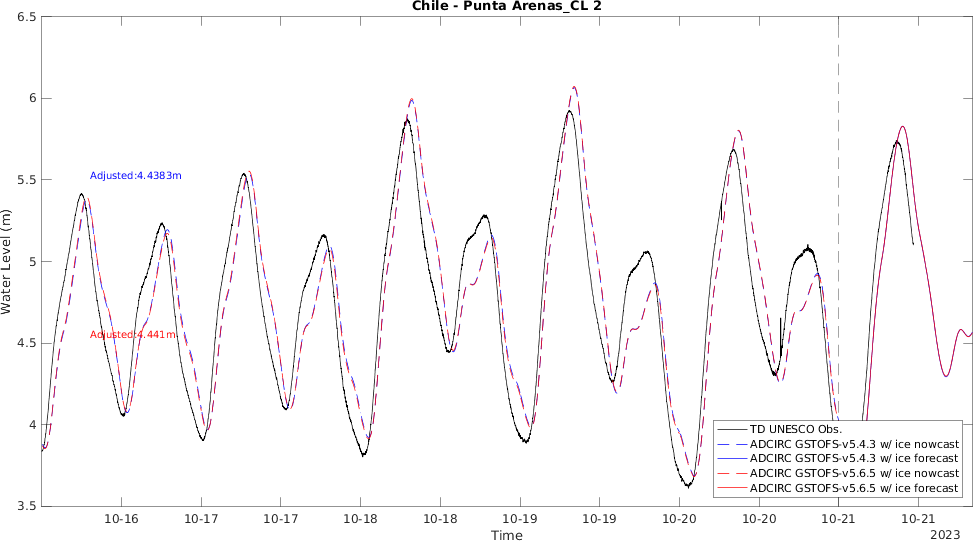 Chile - Punta Arenas_CL 2
6.5
6
5.5
5
4.5
4
3.5
Water Level (m)
Adjusted:4.4383m
Adjusted:4.441m
TD UNESCO Obs.
ADCIRC GSTOFS-v5.4.3 w/ ice nowcast
ADCIRC GSTOFS-v5.4.3 w/ ice forecast
ADCIRC GSTOFS-v5.6.5 w/ ice nowcast
ADCIRC GSTOFS-v5.6.5 w/ ice forecast
10-16 10-17 10-17 10-18 10-18 10-19 10-19 10-20 10-20 10-21 10-21
Time
2023